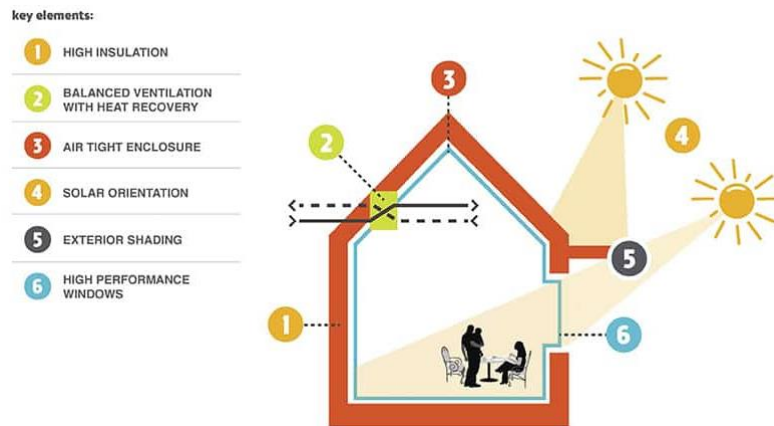 key elements:
1 HIGH INSULATION
2 BALANCED VENTILATION
WITH HEAT RECOVERY
3 AIR TIGHT ENCLOSURE
4 SOLAR ORIENTATION
5 EXTERIOR SHADING
6 HIGH PERFORMANCE
WINDOWS
3
2
4
5
1
6